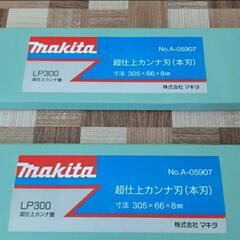 makita
No.A-05907
LP300
超仕上カンナ盤
超仕上カンナ刃(本刃)
寸法 305×66×8㎜
株式会社 マキタ
makita
No.A-05907
LP300
超仕上カンナ盤
超仕上カンナ刃(本刃)
寸法 305×66×8㎜
株式会社 マキタ